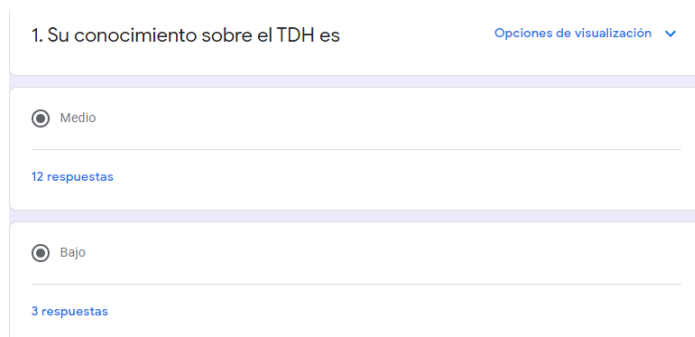 1. Su conocimiento sobre el TDH es
Opciones de visualización
Medio
12 respuestas
Bajo
3 respuestas